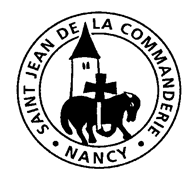 SAINT JEAN DE LA COMMANDERIE
NANCY